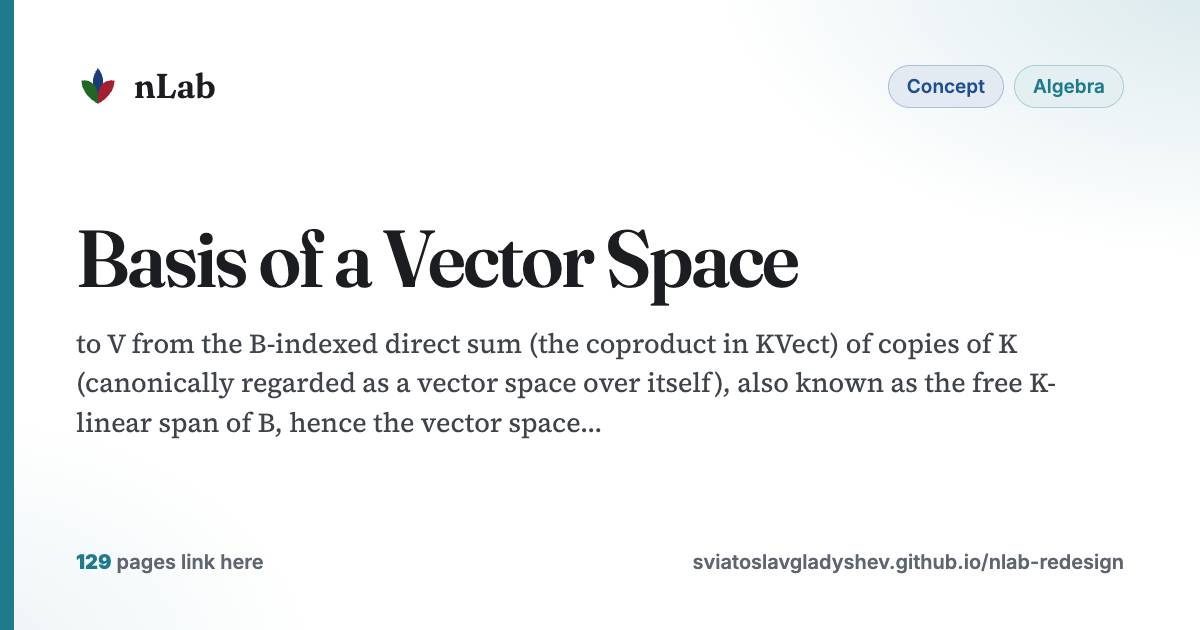 nLab
Concept
Algebra
Basis of a Vector Space
to V from the B-indexed direct sum (the coproduct in KVect) of copies of K
(canonically regarded as a vector space over itself), also known as the free K-
linear span of B, hence the vector space...
129 pages link here
sviatoslavgladyshev.github.io/nlab-redesign